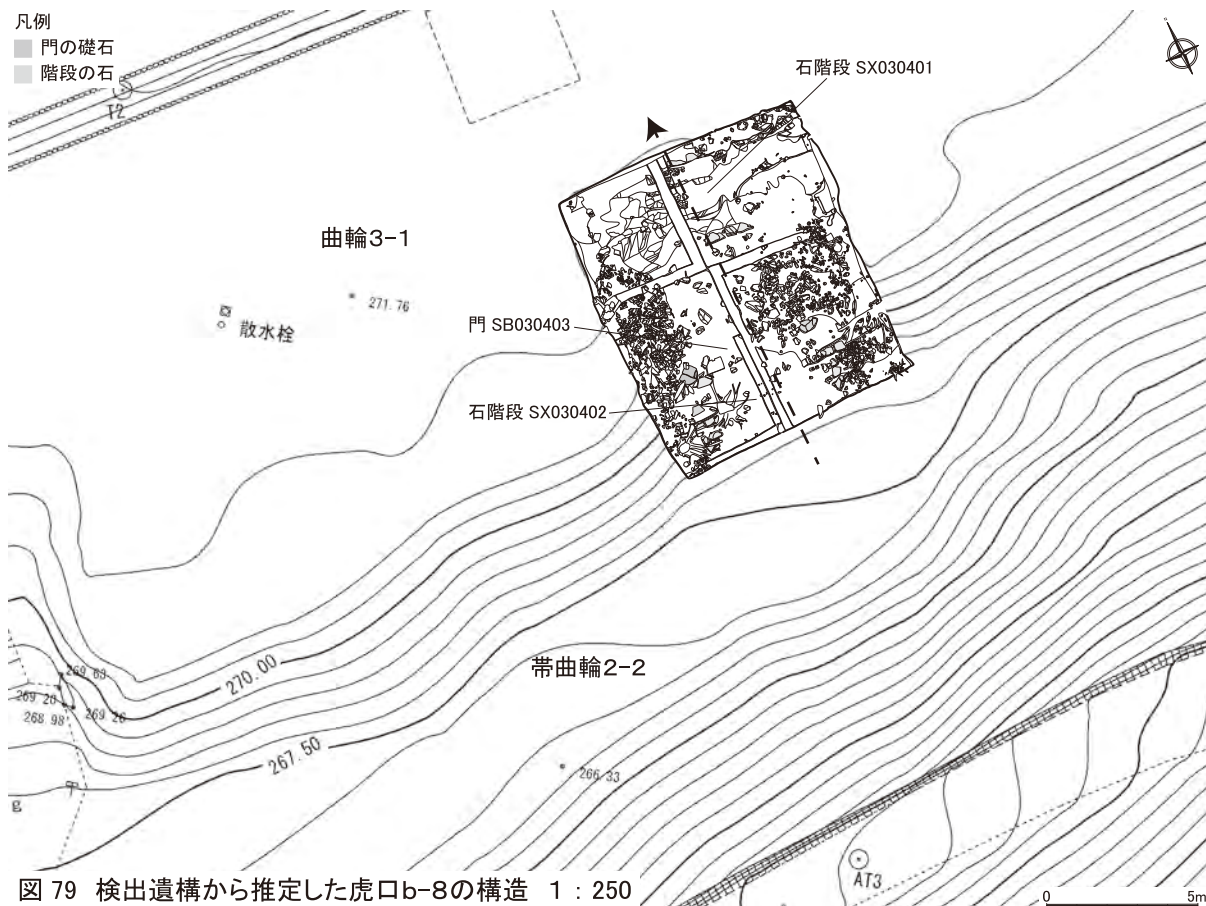 凡例
門の礎石
階段の石
T2
石階段 SX030401
曲輪3-1
271.76
散水栓
門 SB030403
石階段 SX030402
269 63
269 20
268 98
269 26
270.00
267.50
帯曲輪2-2
266.33
g
AT3
図 79 検出遺構から推定した虎口b-8の構造 1：250
0 5m